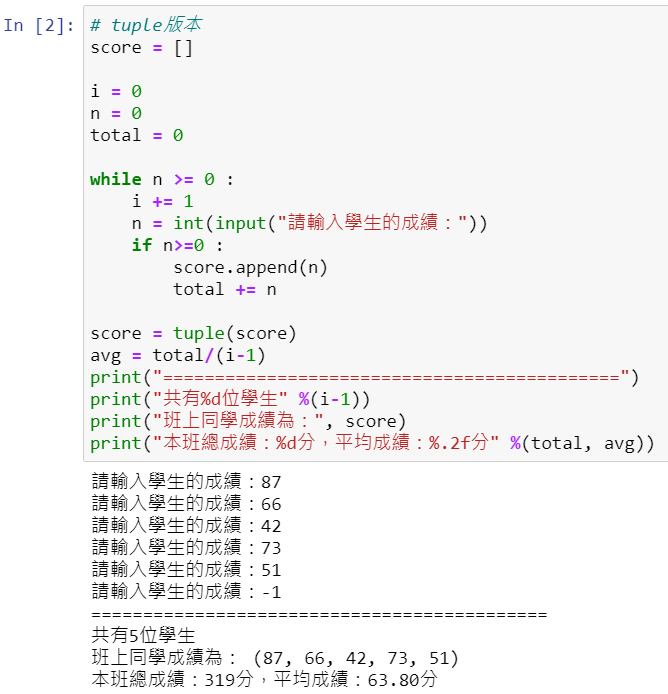 In [2]:
# tuple版本
score = []
i = 0
n = 0
total = 0
while n >= 0 :
    i += 1
    n = int(input("請輸入學生的成績："))
    if n>=0 :
        score.append(n)
        total += n
score = tuple(score)
avg = total/(i-1)
print("============================================")
print("共有%d位學生" %(i-1))
print("班上同學成績為：", score)
print("本班總成績：%d分，平均成績：%.2f分" %(total, avg))
請輸入學生的成績：87
請輸入學生的成績：66
請輸入學生的成績：42
請輸入學生的成績：73
請輸入學生的成績：51
請輸入學生的成績：-1
============================================
共有5位學生
班上同學成績為： (87, 66, 42, 73, 51)
本班總成績：319分，平均成績：63.80分